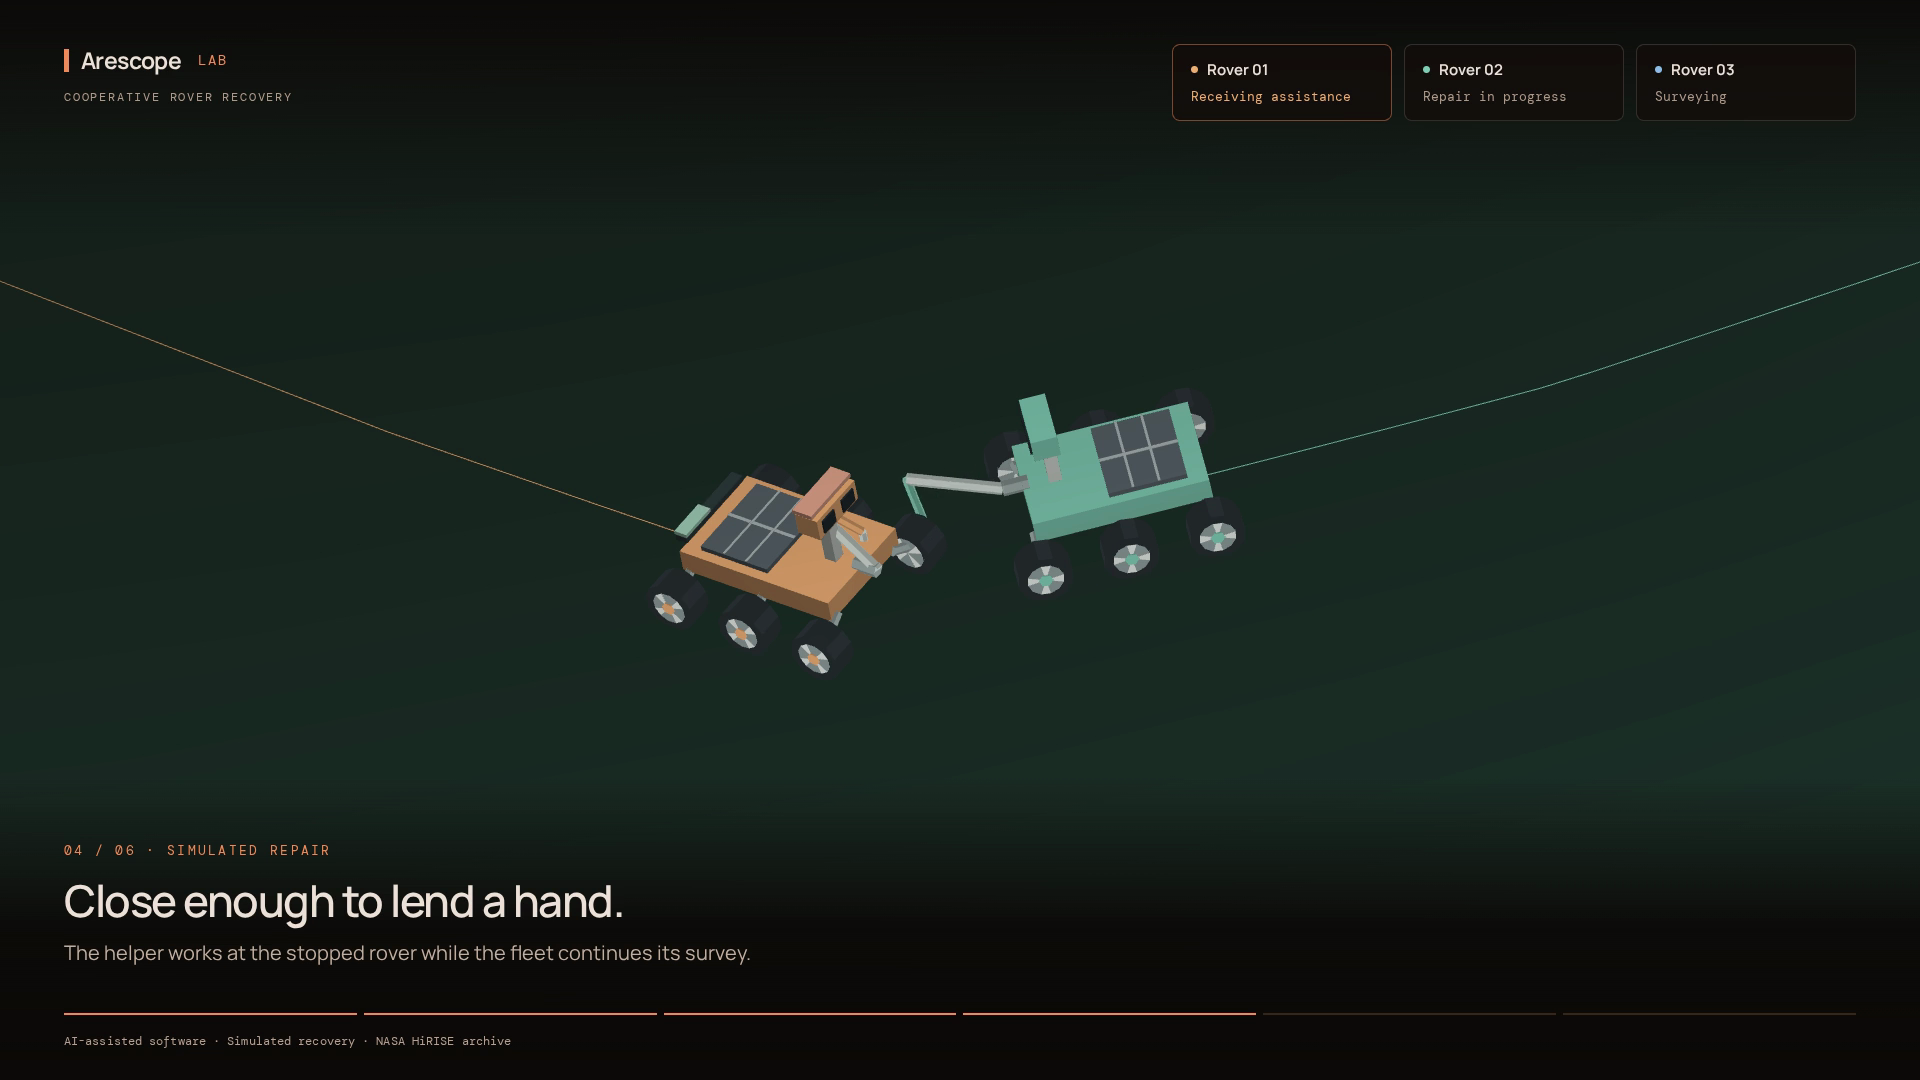 Arescope LAB
COOPERATIVE ROVER RECOVERY
Rover 01
Receiving assistance
Rover 02
Repair in progress
Rover 03
Surveying
04 / 06 · SIMULATED REPAIR
Close enough to lend a hand.
The helper works at the stopped rover while the fleet continues its survey.
AI-assisted software · Simulated recovery · NASA HiRISE archive